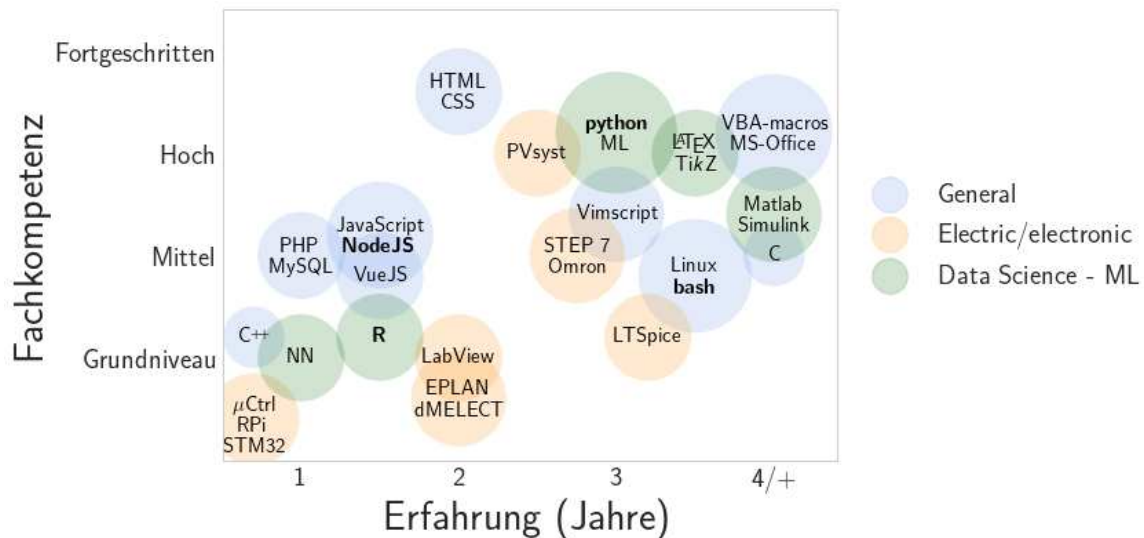 Fachkompetenz
Fortgeschritten
Hoch
Mittel
Grundniveau
HTML
CSS
python
ML
PVsyst
LATEX
TikZ
VBA-macros
MS-Office
Vimscript
Matlab
Simulink
C
JavaScript
NodeJS
VueJS
PHP
MySQL
STEP 7
Omron
Linux
bash
C++
NN
R
LabView
EPLAN
dMELECT
LTSpice
μCtrl
RPi
STM32
1
2
3
4/+
Erfahrung (Jahre)
General
Electric/electronic
Data Science - ML